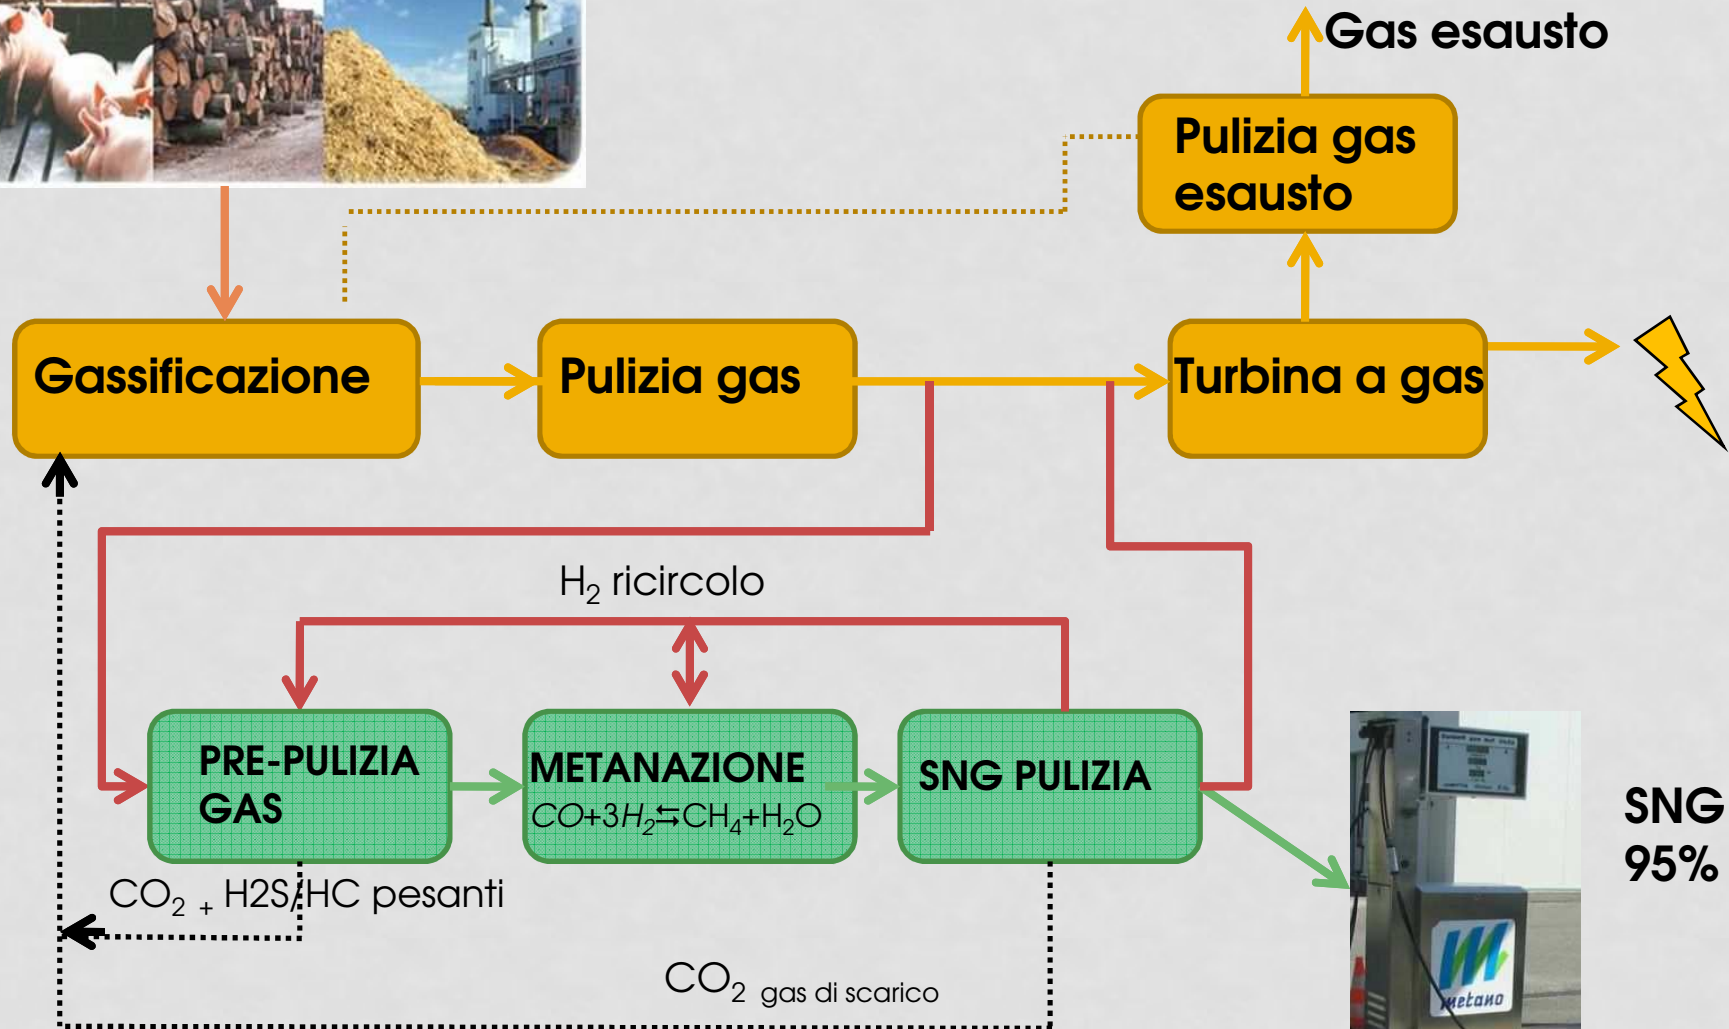 Gas esausto
Pulizia gas
esausto
Gassificazione
Pulizia gas
Turbina a gas
H₂ ricircolo
PRE-PULIZIA
GAS
METANAZIONE
CO+3H₂⇆CH₄+H₂O
SNG PULIZIA
SNG
95%
CO₂ + H2S/HC pesanti
CO₂ gas di scarico
metano